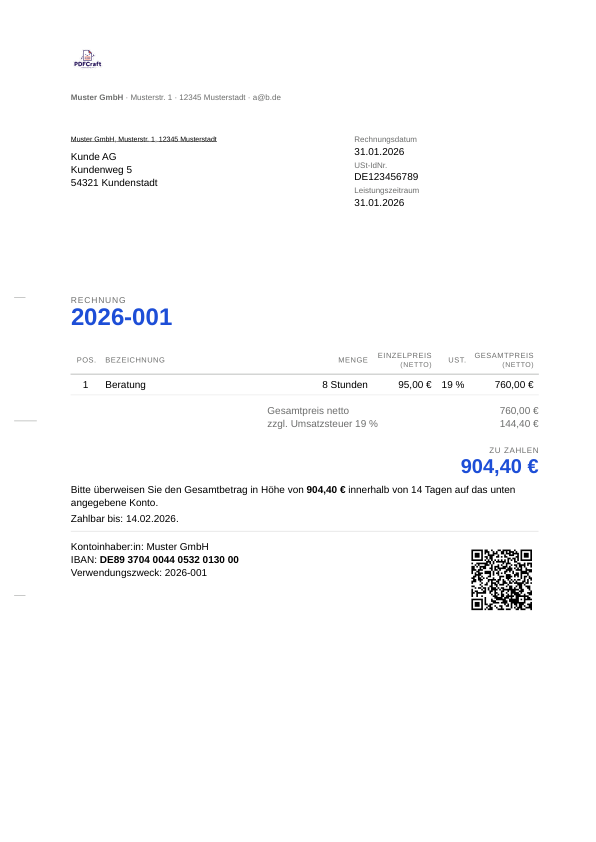 PDFCraft
Muster GmbH · Musterstr. 1 · 12345 Musterstadt · a@b.de
Muster GmbH, Musterstr. 1, 12345 Musterstadt
Kunde AG
Kundenweg 5
54321 Kundenstadt
Rechnungsdatum
31.01.2026
USt-IdNr.
DE123456789
Leistungszeitraum
31.01.2026
RECHNUNG
2026-001
POS. BEZEICHNUNG MENGE EINZELPREIS (NETTO) UST. GESAMTPREIS (NETTO)
1 Beratung 8 Stunden 95,00 € 19 % 760,00 €
Gesamtpreis netto 760,00 €
zzgl. Umsatzsteuer 19 % 144,40 €
ZU ZAHLEN
904,40 €
Bitte überweisen Sie den Gesamtbetrag in Höhe von 904,40 € innerhalb von 14 Tagen auf das unten
angegebene Konto.
Zahlbar bis: 14.02.2026.
Kontoinhaber:in: Muster GmbH
IBAN: DE89 3704 0044 0532 0130 00
Verwendungszweck: 2026-001